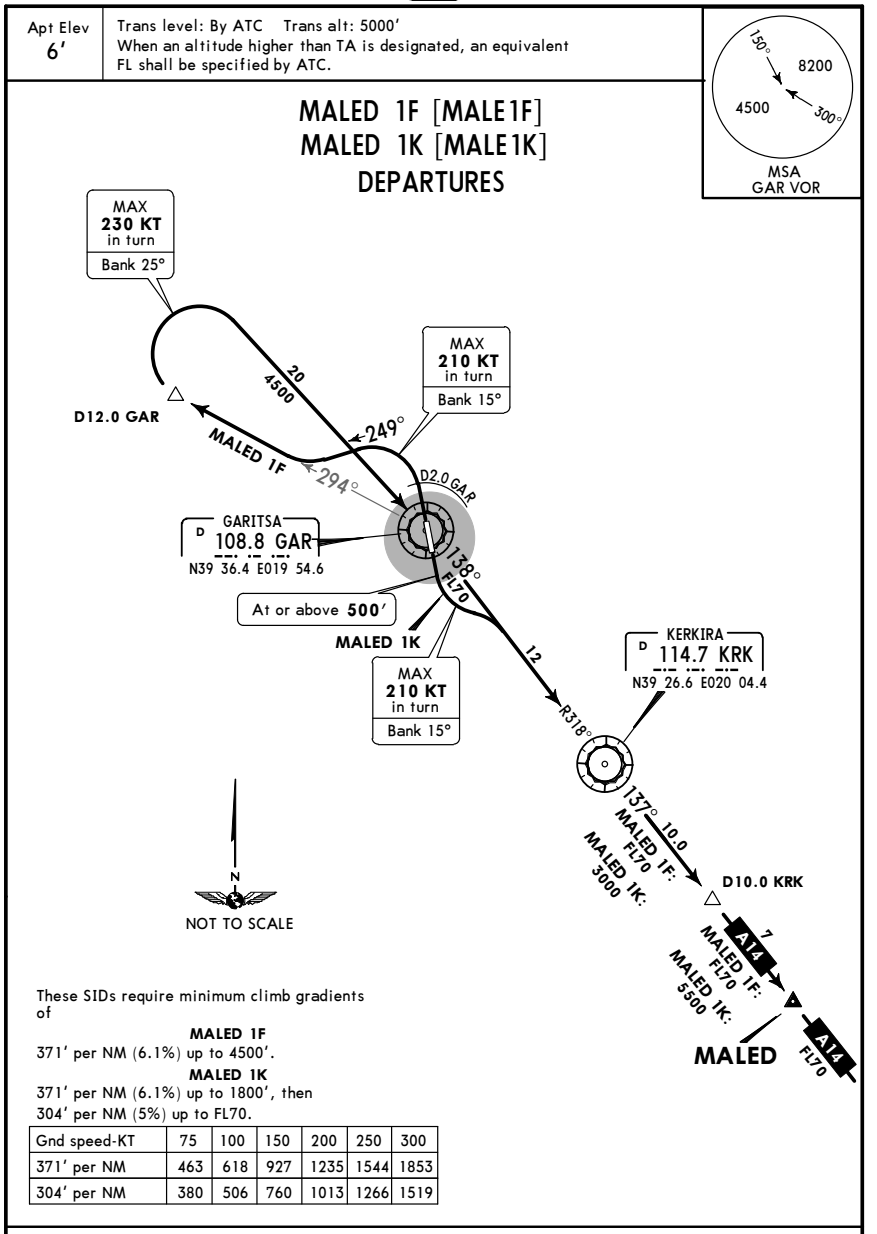 Apt Elev
6'
Trans level: By ATC Trans alt: 5000'
When an altitude higher than TA is designated, an equivalent
FL shall be specified by ATC.
150°
8200
4500
300°
MSA
GAR VOR
MALED 1F [MALE1F]
MALED 1K [MALE1K]
DEPARTURES
MAX
230 KT
in turn
Bank 25°
MAX
210 KT
in turn
Bank 15°
20
4500
D12.0 GAR
MALED 1F
249°
294°
D2.0 GAR
GARITSA
D 108.8 GAR
N39 36.4 E019 54.6
138°
FL70
At or above 500'
MALED 1K
12
MAX
210 KT
in turn
Bank 15°
KERKIRA
D 114.7 KRK
N39 26.6 E020 04.4
R318°
137°
10.0
MALED 1F:
FL70
MALED 1K:
3000
D10.0 KRK
A14
7
MALED 1F:
FL70
MALED 1K:
5500
MALED
A14
FL70
N
NOT TO SCALE
These SIDs require minimum climb gradients
of
MALED 1F
371' per NM (6.1%) up to 4500'.
MALED 1K
371' per NM (6.1%) up to 1800', then
304' per NM (5%) up to FL70.
Gnd speed-KT 75 100 150 200 250 300
371' per NM 463 618 927 1235 1544 1853
304' per NM 380 506 760 1013 1266 1519